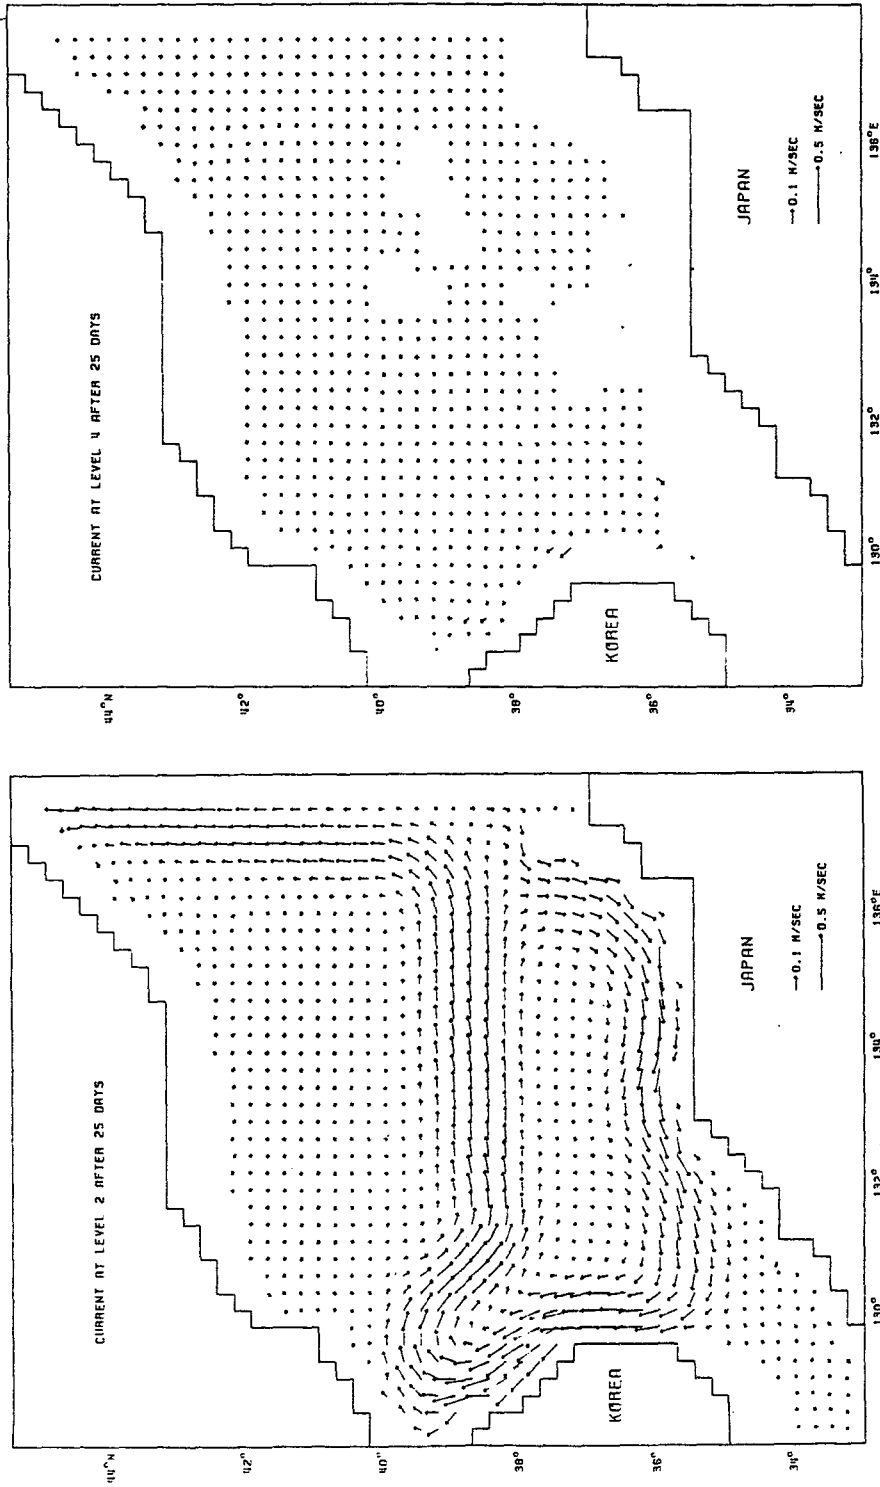 CURRENT AT LEVEL 4 AFTER 25 DAYS
KOREA
JAPAN
0.1 M/SEC
0.5 M/SEC
44°N
42°
40°
38°
36°
34°
130°
132°
134°
136°E
CURRENT AT LEVEL 2 AFTER 25 DAYS
KOREA
JAPAN
0.1 M/SEC
0.5 M/SEC
44°N
42°
40°
38°
36°
34°
130°
132°
134°
136°E